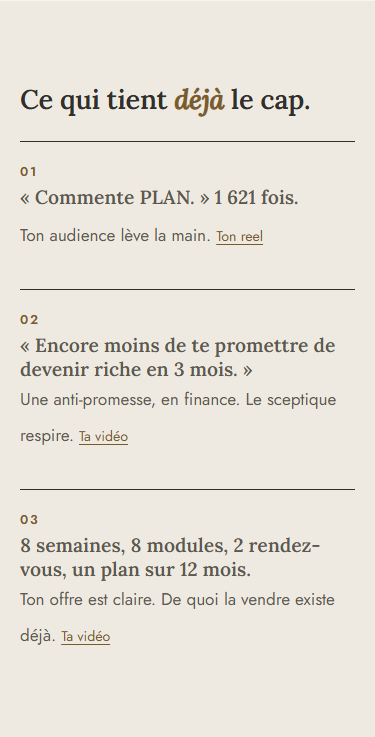 Ce qui tient déjà le cap.
01
« Commente PLAN. » 1 621 fois.
Ton audience lève la main. Ton reel
02
« Encore moins de te promettre de
devenir riche en 3 mois. »
Une anti-promesse, en finance. Le sceptique
respire. Ta vidéo
03
8 semaines, 8 modules, 2 rendez-
vous, un plan sur 12 mois.
Ton offre est claire. De quoi la vendre existe
déjà. Ta vidéo